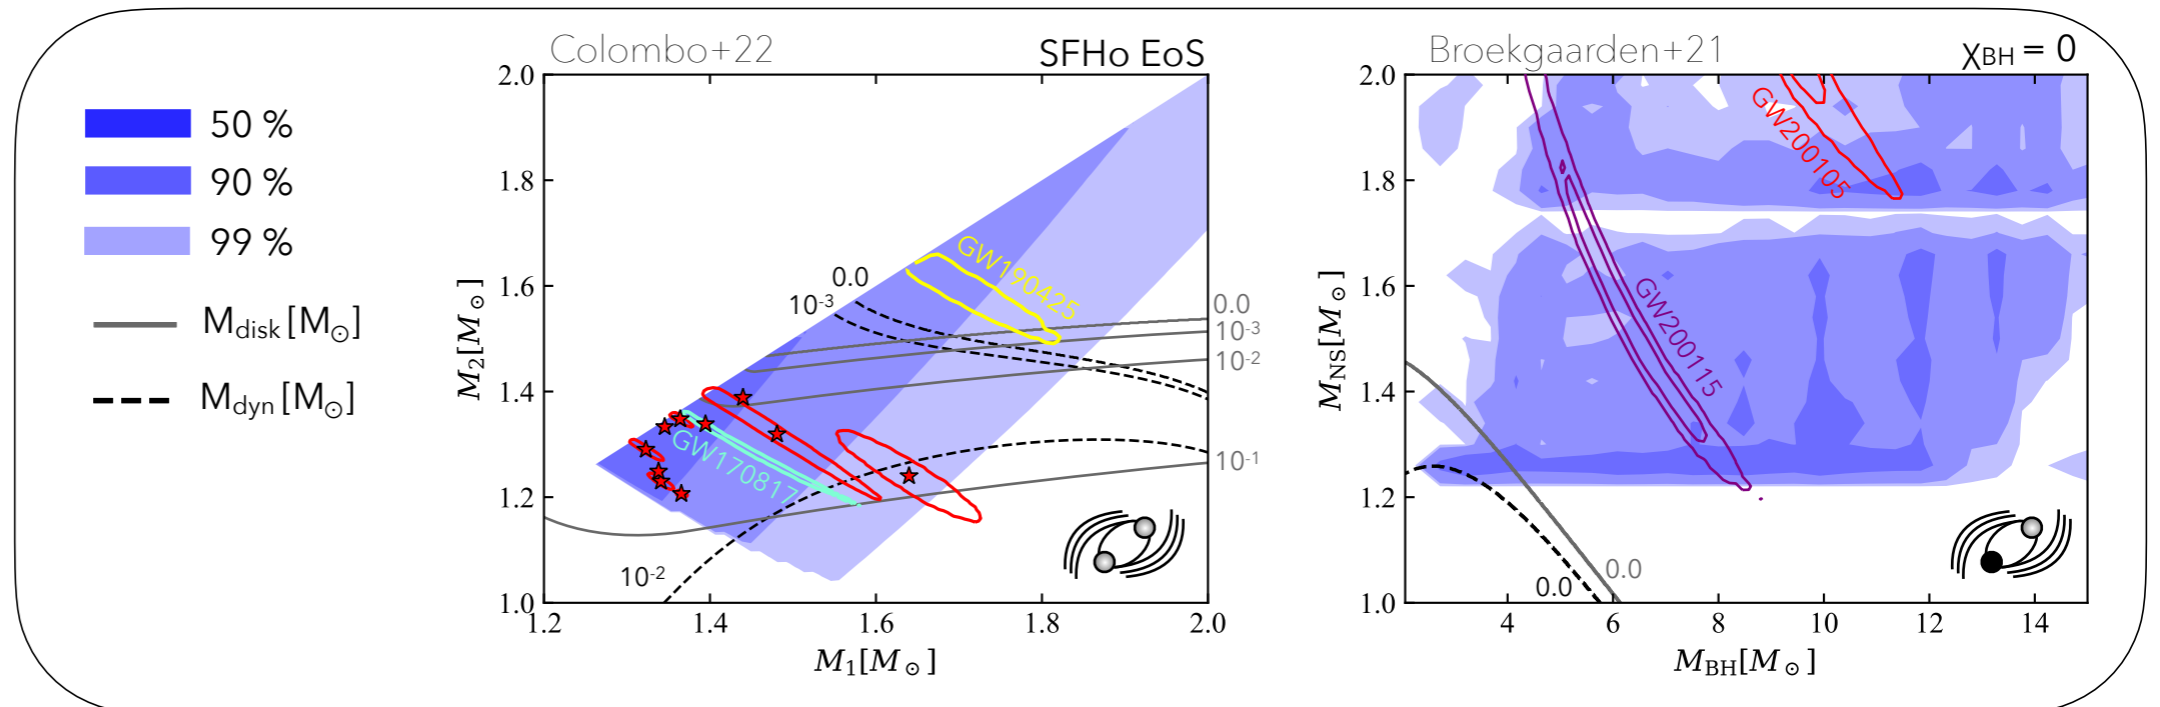 50 %
90 %
99 %
Mdisk [M☉]
Mdyn [M☉]
Colombo+22
SFHo EoS
2.0
1.8
1.6
1.4
1.2
1.0
M2[M☉]
1.2
1.4
1.6
1.8
2.0
M1[M☉]
GW190425
GW170817
0.0
10-3
10-2
0.0
10-3
10-2
10-1
Broekgaarden+21
χBH = 0
2.0
1.8
1.6
1.4
1.2
1.0
MNS[M☉]
4
6
8
10
12
14
MBH[M☉]
GW200105
GW200115
0.0
0.0